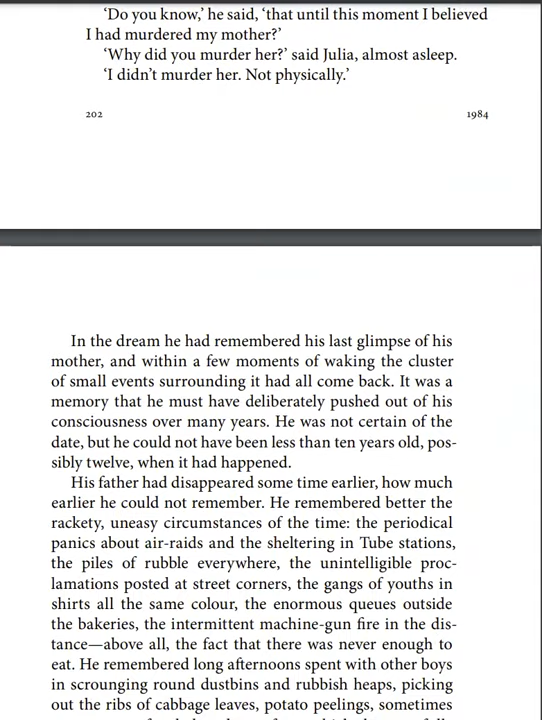 ‘Do you know,’ he said, ‘that until this moment I believed
I had murdered my mother?’
‘Why did you murder her?’ said Julia, almost asleep.
‘I didn’t murder her. Not physically.’
202 1984
In the dream he had remembered his last glimpse of his
mother, and within a few moments of waking the cluster
of small events surrounding it had all come back. It was a
memory that he must have deliberately pushed out of his
consciousness over many years. He was not certain of the
date, but he could not have been less than ten years old, pos-
sibly twelve, when it had happened.
His father had disappeared some time earlier, how much
earlier he could not remember. He remembered better the
rackety, uneasy circumstances of the time: the periodical
panics about air-raids and the sheltering in Tube stations,
the piles of rubble everywhere, the unintelligible proc-
lamations posted at street corners, the gangs of youths in
shirts all the same colour, the enormous queues outside
the bakeries, the intermittent machine-gun fire in the dis-
tance—above all, the fact that there was never enough to
eat. He remembered long afternoons spent with other boys
in scrounging round dustbins and rubbish heaps, picking
out the ribs of cabbage leaves, potato peelings, sometimes